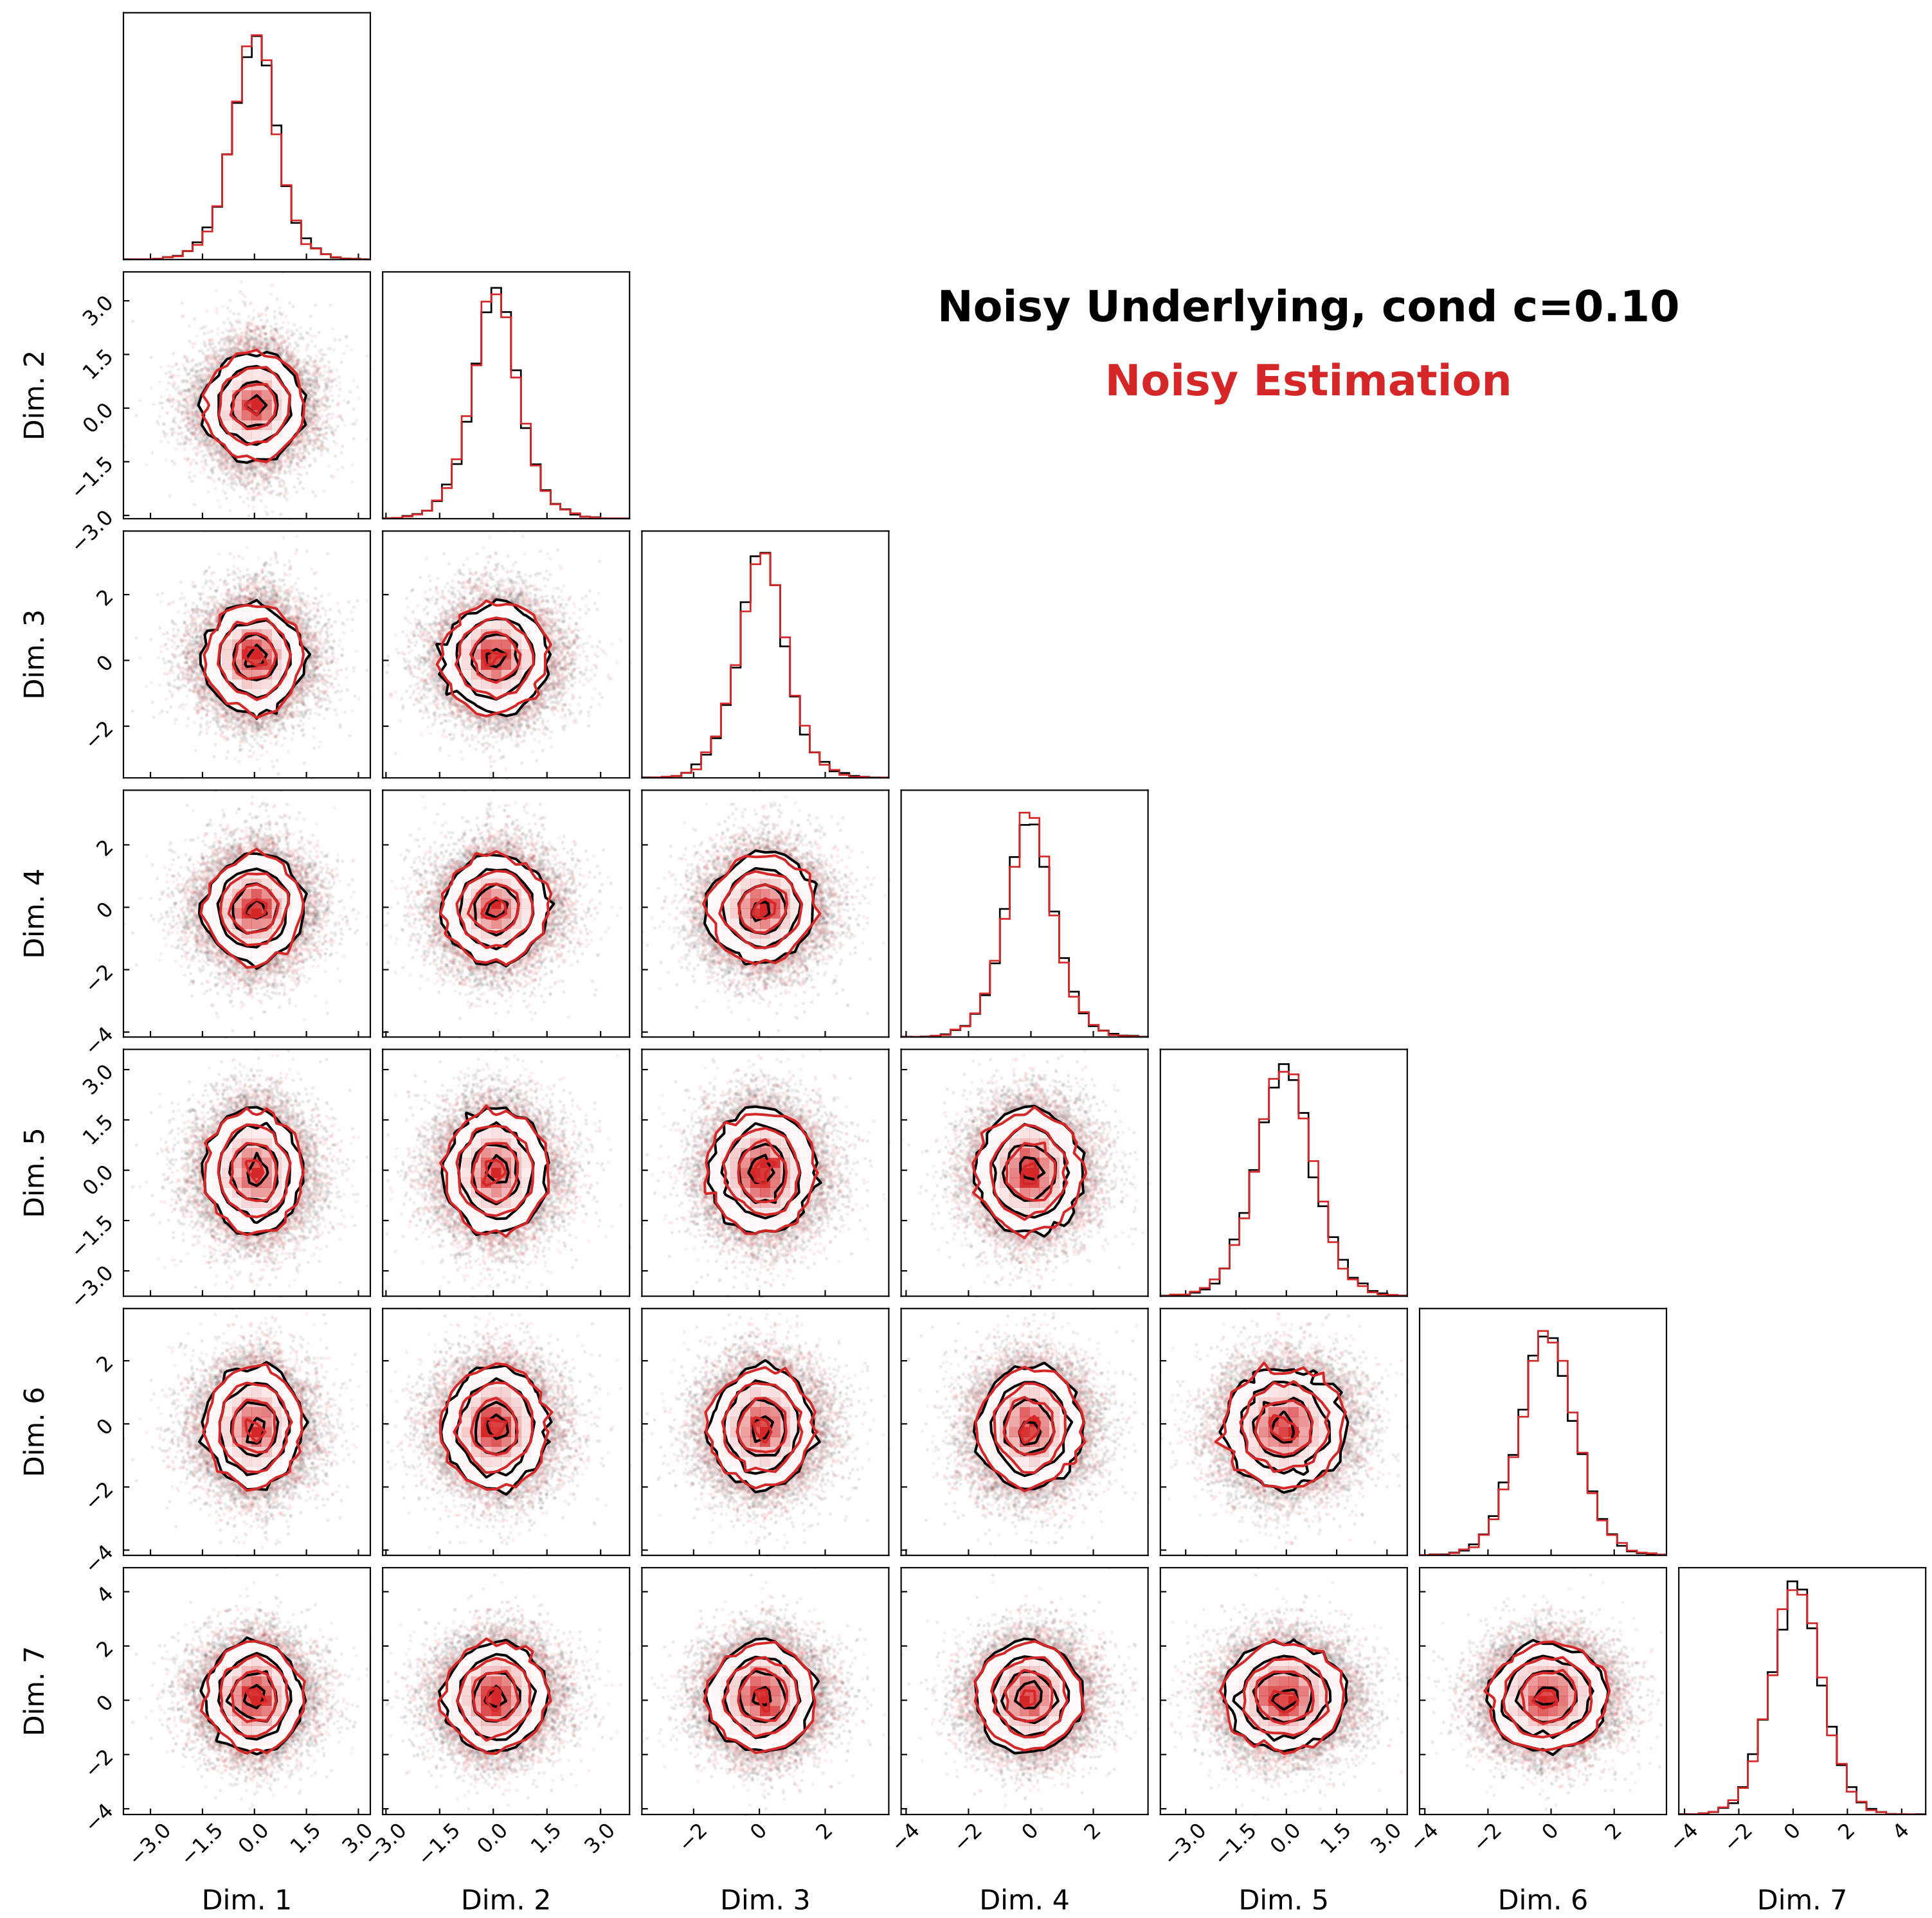 Noisy Underlying, cond c=0.10
Noisy Estimation
Dim. 2
3.0
1.5
0.0
−1.5
−3.0
Dim. 3
2
0
−2
Dim. 4
2
0
−2
−4
Dim. 5
3.0
1.5
0.0
−1.5
−3.0
Dim. 6
2
0
−2
−4
Dim. 7
4
2
0
−2
−4
−3.0 −1.5 0.0 1.5 3.0 −3.0 −1.5 0.0 1.5 3.0 −2 0 2 −4 −2 0 2 −3.0 −1.5 0.0 1.5 3.0 −4 −2 0 2 −4 −2 0 2 4
Dim. 1 Dim. 2 Dim. 3 Dim. 4 Dim. 5 Dim. 6 Dim. 7